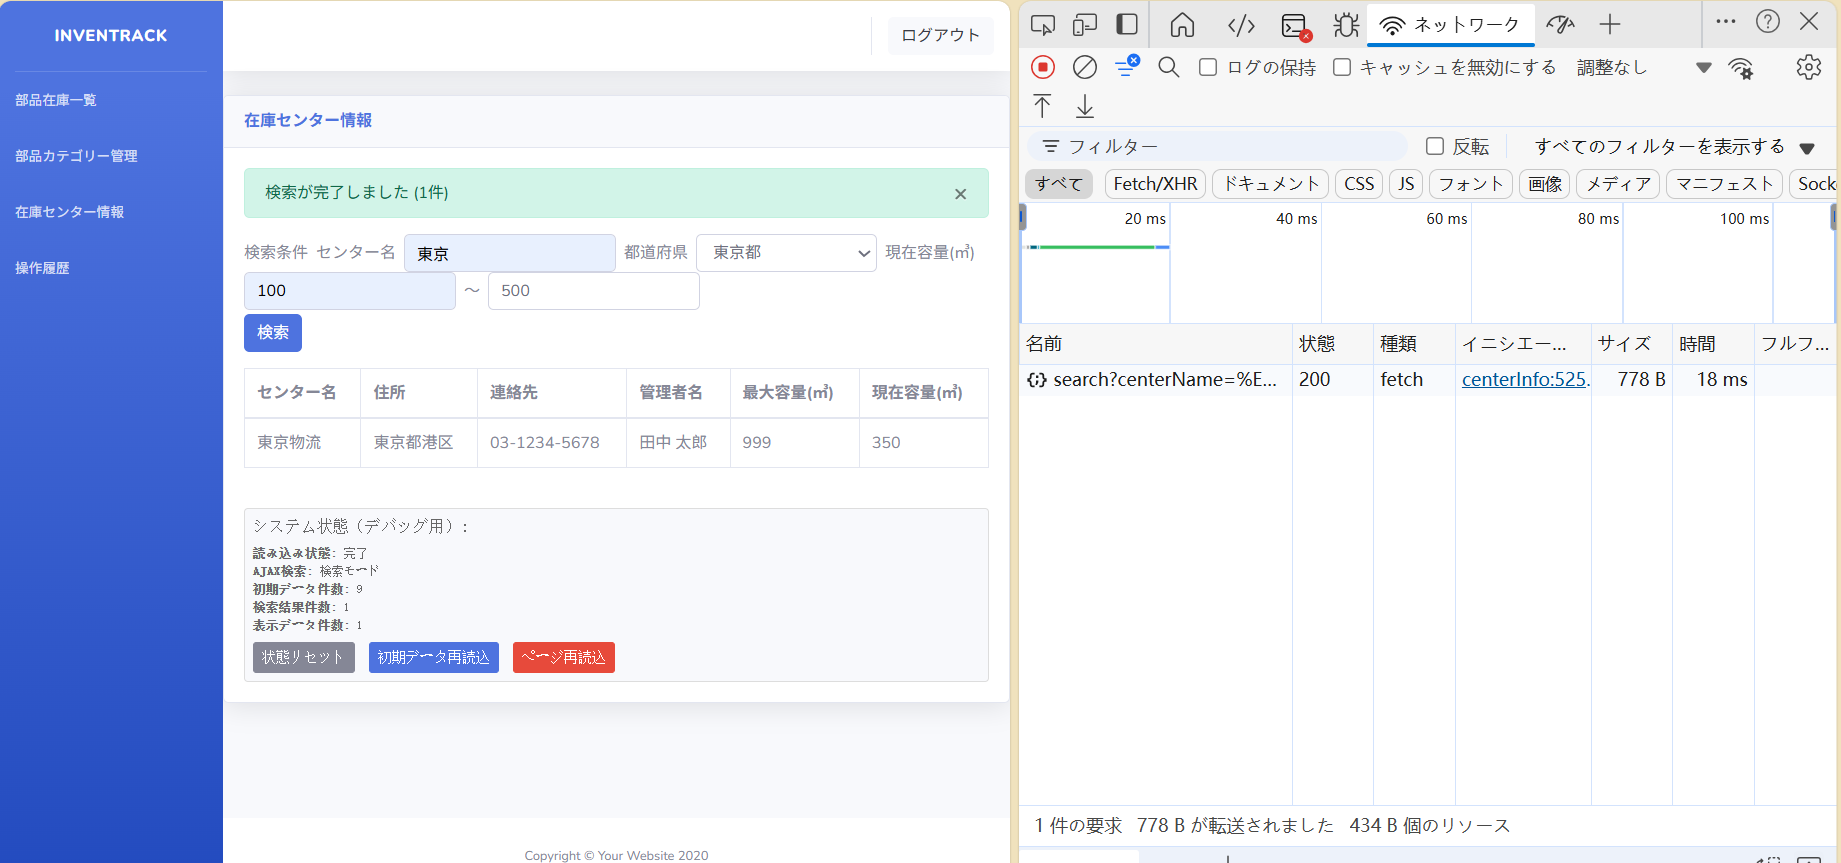 INVENTRACK
部品在庫一覧
部品カテゴリー管理
在庫センター情報
操作履歴
ログアウト
在庫センター情報
検索が完了しました (1件)
検索条件 センター名 東京 都道府県 東京都 現在容量(㎥)
100 ～ 500
検索
センター名 住所 連絡先 管理者名 最大容量(㎥) 現在容量(㎥)
東京物流 東京都港区 03-1234-5678 田中 太郎 999 350
システム状態（デバッグ用）:
読み込み状態: 完了
AJAX検索: 検索モード
初期データ件数: 9
検索結果件数: 1
表示データ件数: 1
状態リセット 初期データ再読込 ページ再読込
Copyright © Your Website 2020
ネットワーク
ログの保持 キャッシュを無効にする 調整なし
フィルター 反転 すべてのフィルターを表示する
すべて Fetch/XHR ドキュメント CSS JS フォント 画像 メディア マニフェスト Sock
20 ms 40 ms 60 ms 80 ms 100 ms
名前 状態 種類 イニシエー... サイズ 時間 フルフ...
search?centerName=%E... 200 fetch centerInfo:525. 778 B 18 ms
1 件の要求 778 B が転送されました 434 B 個のリソース